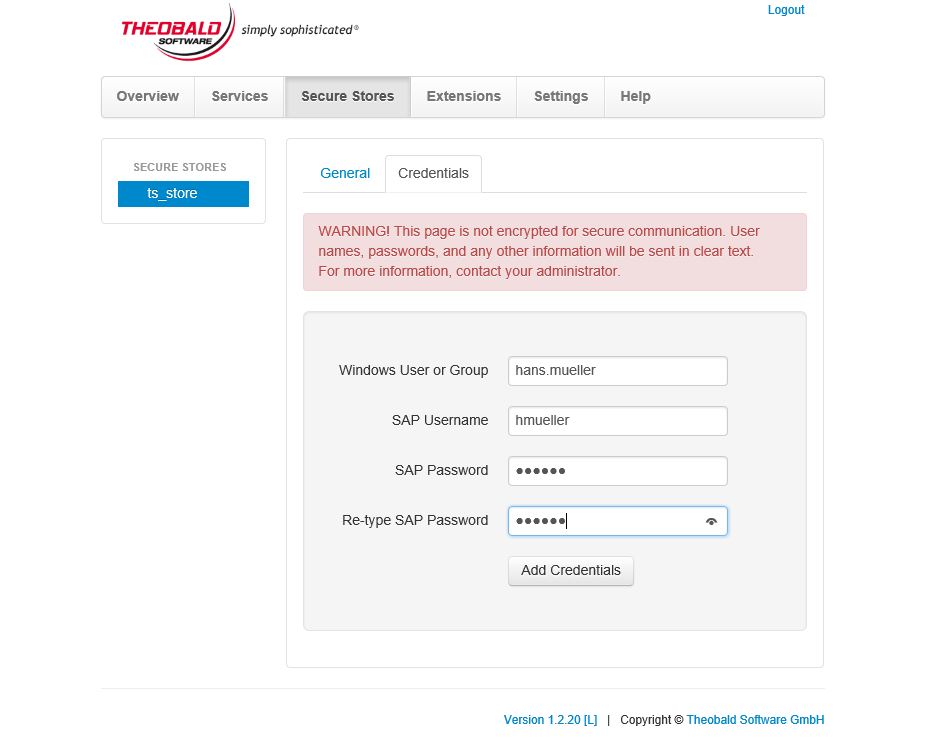 Logout
THEOBALD
SOFTWARE
simply sophisticated®
Overview Services Secure Stores Extensions Settings Help
SECURE STORES
ts_store
General Credentials
WARNING! This page is not encrypted for secure communication. User
names, passwords, and any other information will be sent in clear text.
For more information, contact your administrator.
Windows User or Group hans.mueller
SAP Username hmueller
SAP Password ••••••
Re-type SAP Password ••••••
Add Credentials
Version 1.2.20 [L] | Copyright © Theobald Software GmbH